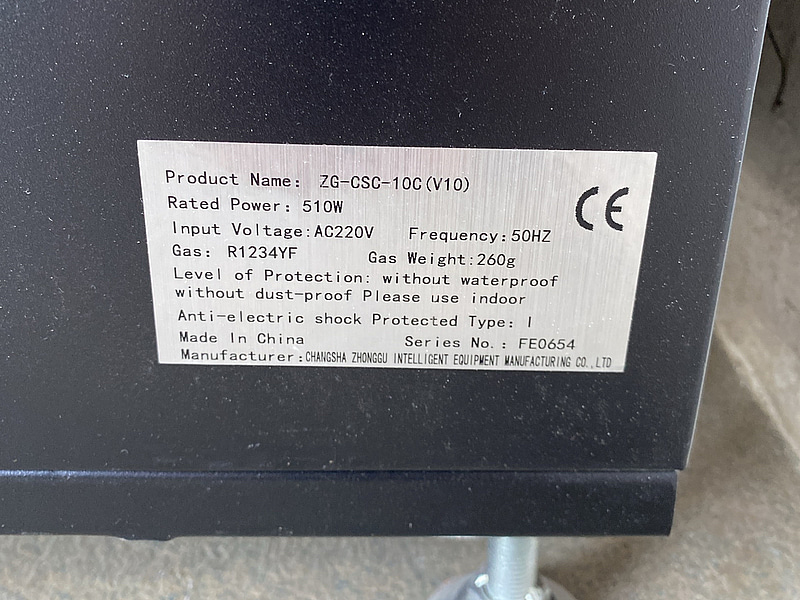 Product Name: ZG-CSC-10C(V10)
CE
Rated Power: 510W
Input Voltage:AC220V Frequency:50HZ
Gas: R1234YF Gas Weight:260g
Level of Protection: without waterproof
without dust-proof Please use indoor
Anti-electric shock Protected Type: I
Made In China Series No.: FE0654
Manufacturer:CHANGSHA ZHONGGU INTELLIGENT EQUIPMENT MANUFACTURING CO.,LTD